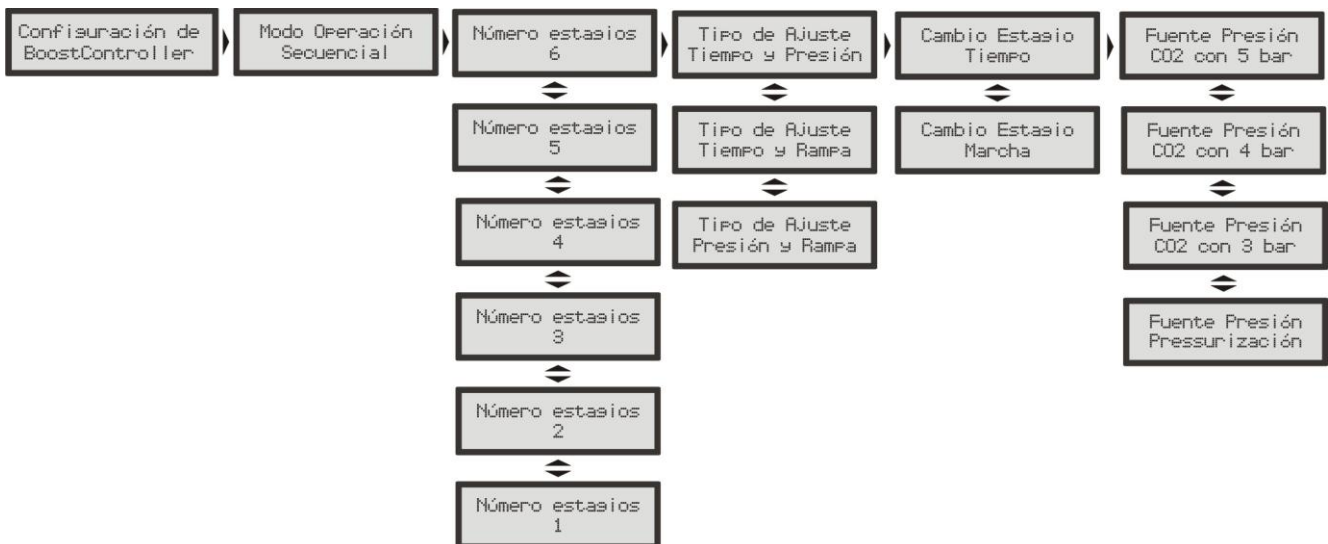 Configuración de
BoostController
Modo Operación
Secuencial
Número estagios
6
Número estagios
5
Número estagios
4
Número estagios
3
Número estagios
2
Número estagios
1
Tipo de Ajuste
Tiempo y Presión
Tipo de Ajuste
Tiempo y Rampa
Tipo de Ajuste
Presión y Rampa
Cambio Estagio
Tiempo
Cambio Estagio
Marcha
Fuente Presión
CO2 con 5 bar
Fuente Presión
CO2 con 4 bar
Fuente Presión
CO2 con 3 bar
Fuente Presión
Pressurización